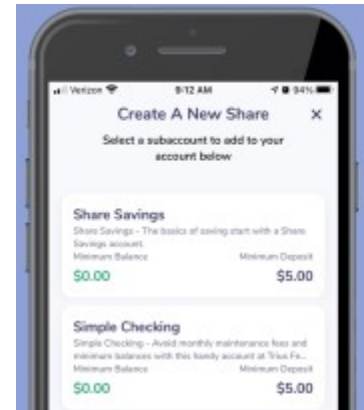 Verizon 9:12 AM 94%
Create A New Share ×
Select a subaccount to add to your
account below
Share Savings
Share Savings - The basics of saving start with a Share
Savings account.
Minimum Balance Minimum Deposit
$0.00 $5.00
Simple Checking
Simple Checking - Avoid monthly maintenance fees and
minimum balances with this handy account at Trius Fe...
Minimum Balance Minimum Deposit
$0.00 $5.00